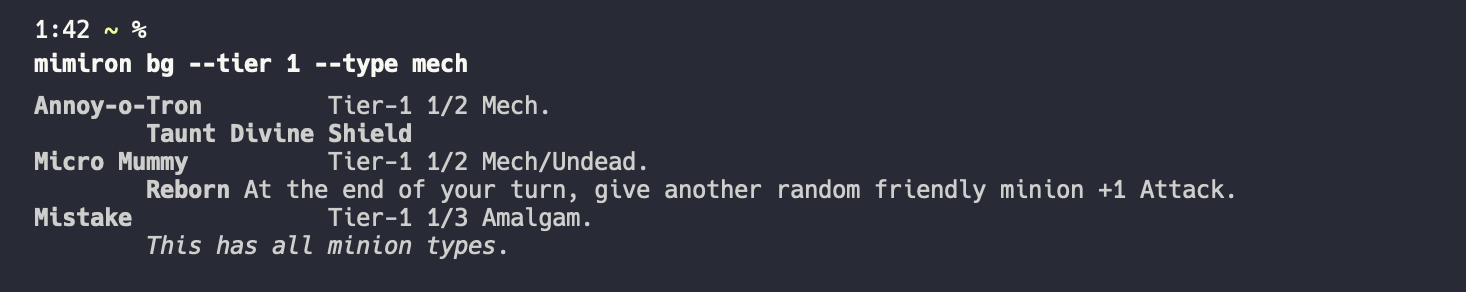 1:42 ~ %
mimiron bg --tier 1 --type mech
Annoy-o-Tron Tier-1 1/2 Mech.
Taunt Divine Shield
Micro Mummy Tier-1 1/2 Mech/Undead.
Reborn At the end of your turn, give another random friendly minion +1 Attack.
Mistake Tier-1 1/3 Amalgam.
This has all minion types.